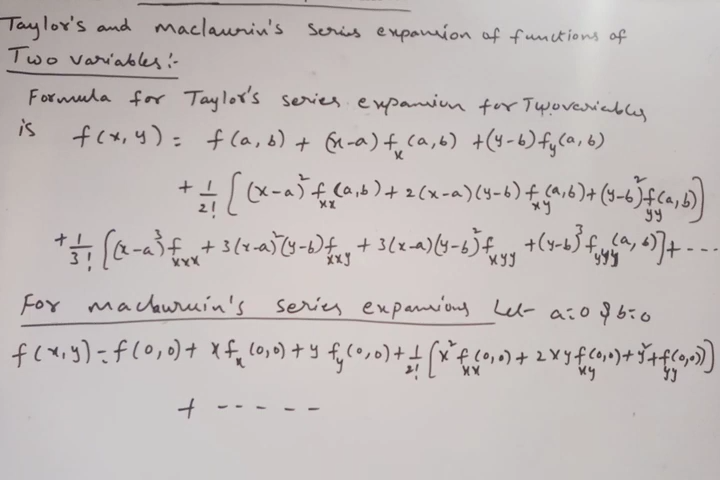 Taylor's and maclaurin's series expansion of functions of
Two variables:-
Formula for Taylor's series expansion for Two variables
is f(x,y) = f(a,b) + (x-a) f_x (a,b) + (y-b) f_y (a,b)
+ 1/2! [(x-a)² f_xx (a,b) + 2(x-a)(y-b) f_xy (a,b) + (y-b)² f_yy (a,b)]
+ 1/3! [(x-a)³ f_xxx + 3(x-a)²(y-b) f_xxy + 3(x-a)(y-b)² f_xyy + (y-b)³ f_yyy (a,b)] + ----
For maclauruin's series expansions Let a=0 & b=0
f(x,y) = f(0,0) + x f_x (0,0) + y f_y (0,0) + 1/2! [x² f_xx (0,0) + 2xy f_xy (0,0) + y² + f_yy (0,0)]
+ -----